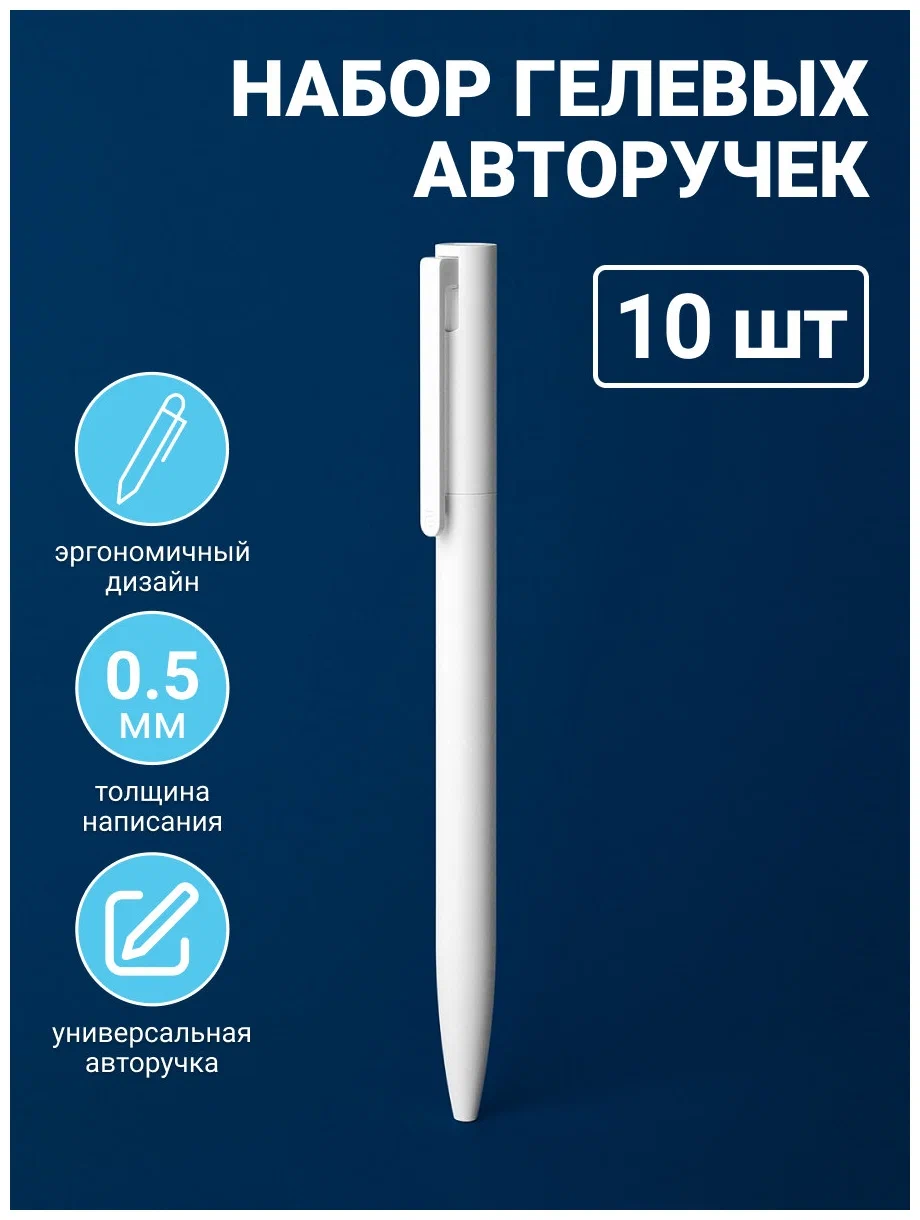 НАБОР ГЕЛЕВЫХ
АВТОРУЧЕК
10 шт
эргономичный
дизайн
0.5
мм
толщина
написания
универсальная
авторучка